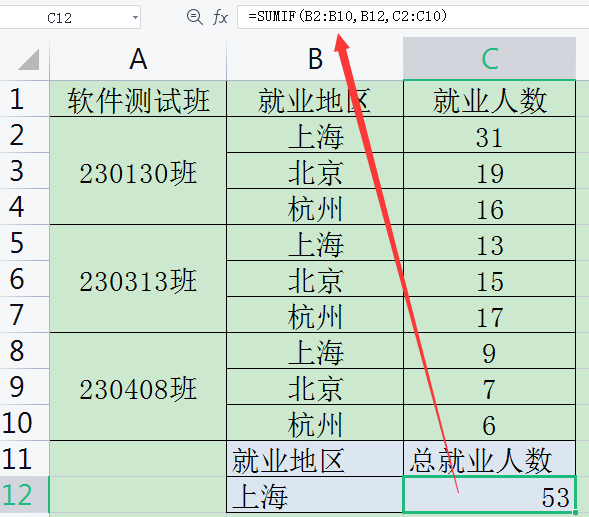 C12 fx =SUMIF(B2:B10,B12,C2:C10)
A B C
1 软件测试班 就业地区 就业人数
2 上海 31
3 230130班 北京 19
4 杭州 16
5 上海 13
6 230313班 北京 15
7 杭州 17
8 上海 9
9 230408班 北京 7
10 杭州 6
11 就业地区 总就业人数
12 上海 53